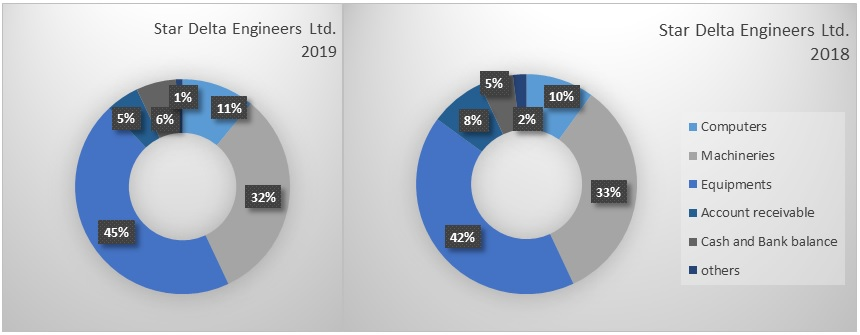 Star Delta Engineers Ltd.
2019
1%
11%
5%
6%
32%
45%
Star Delta Engineers Ltd.
2018
5%
10%
8%
2%
33%
42%
Computers
Machineries
Equipments
Account receivable
Cash and Bank balance
others